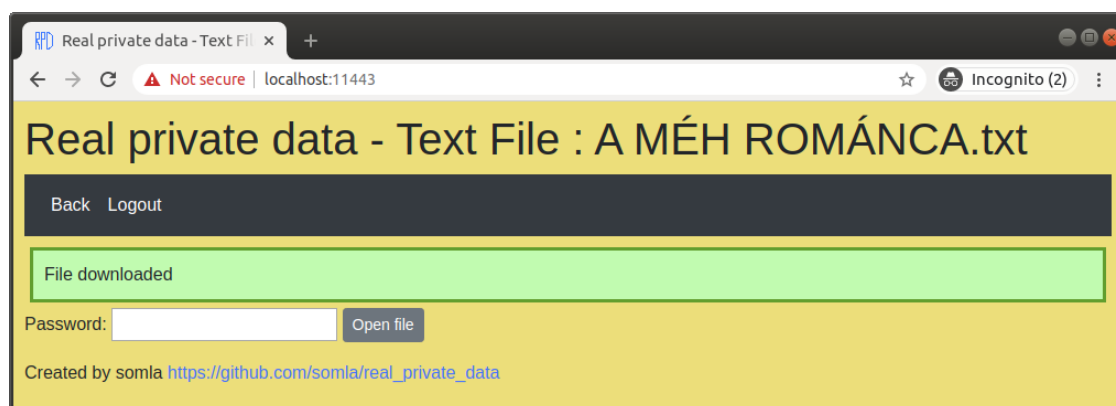 RPD Real private data - Text Fil
Not secure | localhost:11443 Incognito (2)
Real private data - Text File : A MÉH ROMÁNCA.txt
Back Logout
File downloaded
Password: Open file
Created by somla https://github.com/somla/real_private_data